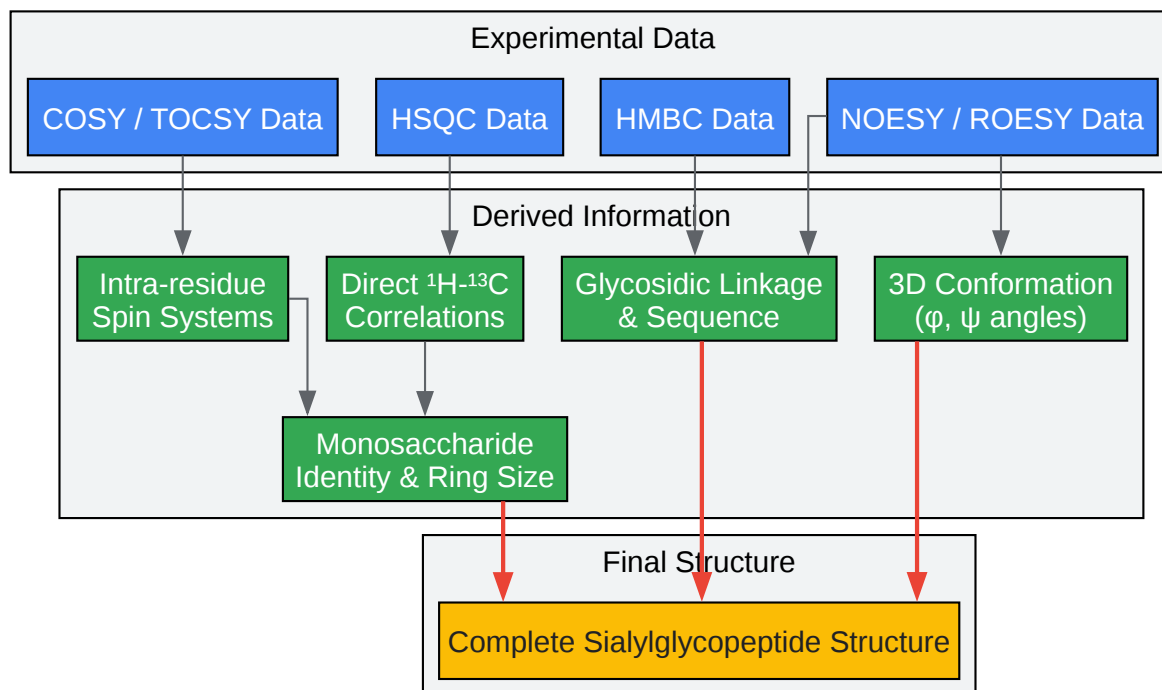 Experimental Data
COSY / TOCSY Data
HSQC Data
HMBC Data
NOESY / ROESY Data
Derived Information
Intra-residue
Spin Systems
Direct ¹H-¹³C
Correlations
Glycosidic Linkage
& Sequence
3D Conformation
(φ, ψ angles)
Monosaccharide
Identity & Ring Size
Final Structure
Complete Sialylglycopeptide Structure